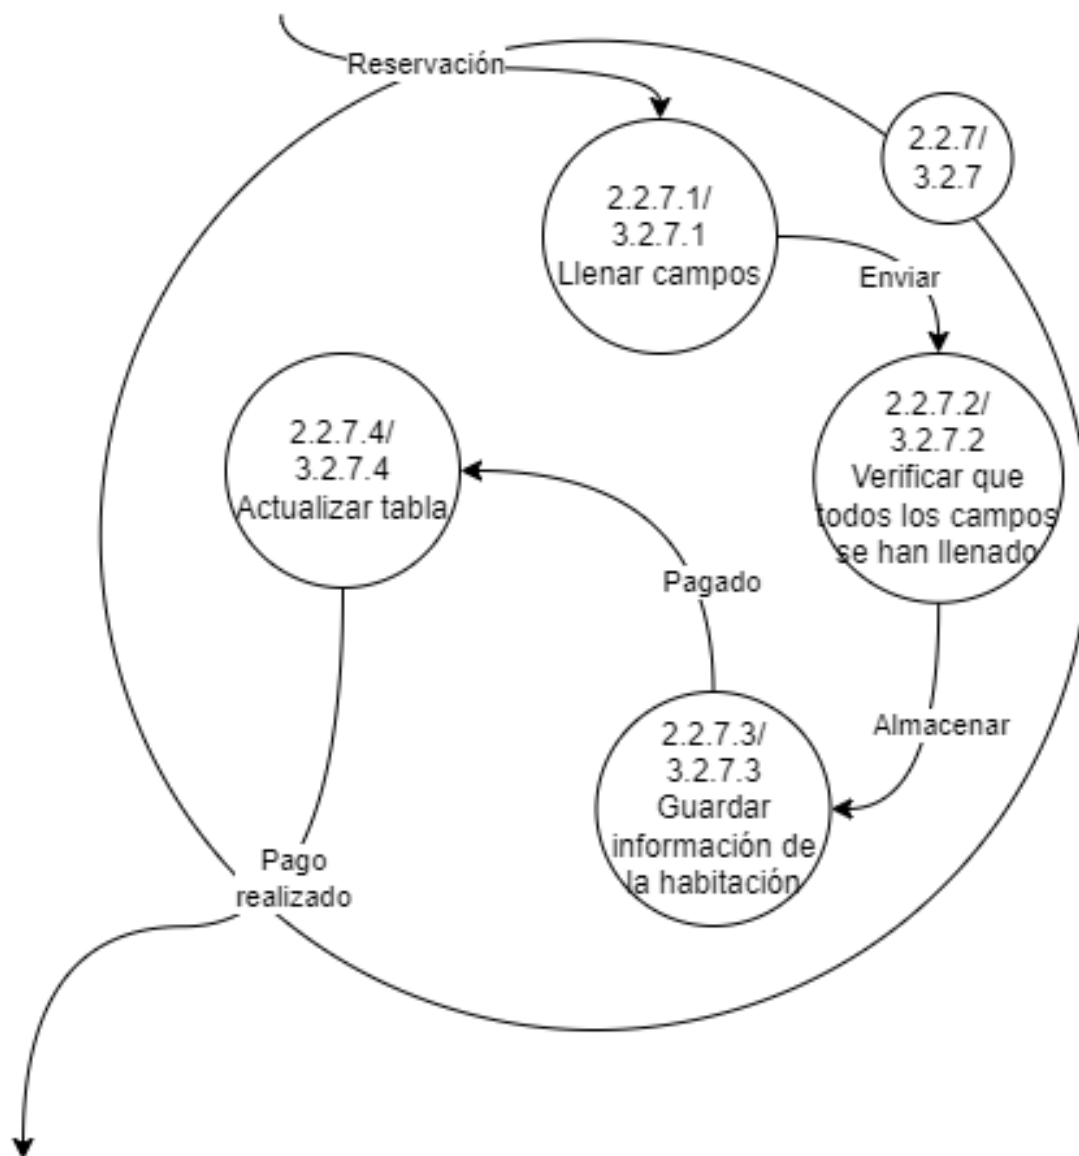 Reservación
2.2.7/
3.2.7
2.2.7.1/
3.2.7.1
Llenar campos
Enviar
2.2.7.2/
3.2.7.2
Verificar que
todos los campos
se han llenado
2.2.7.4/
3.2.7.4
Actualizar tabla
Pagado
Almacenar
2.2.7.3/
3.2.7.3
Guardar
información de
la habitación
Pago
realizado